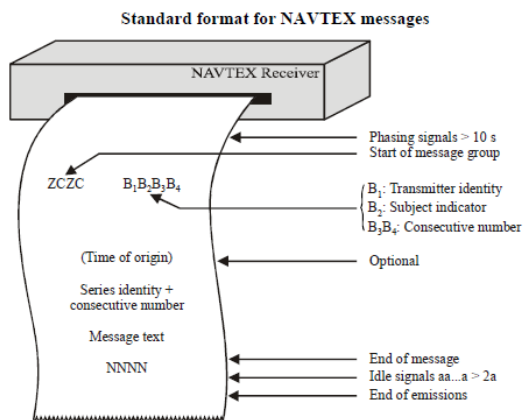 Standard format for NAVTEX messages
NAVTEX Receiver
Phasing signals > 10 s
Start of message group
ZCZC B₁B₂B₃B₄
B₁: Transmitter identity
B₂: Subject indicator
B₃B₄: Consecutive number
(Time of origin)
Optional
Series identity +
consecutive number
Message text
NNNN
End of message
Idle signals aa...a > 2a
End of emissions